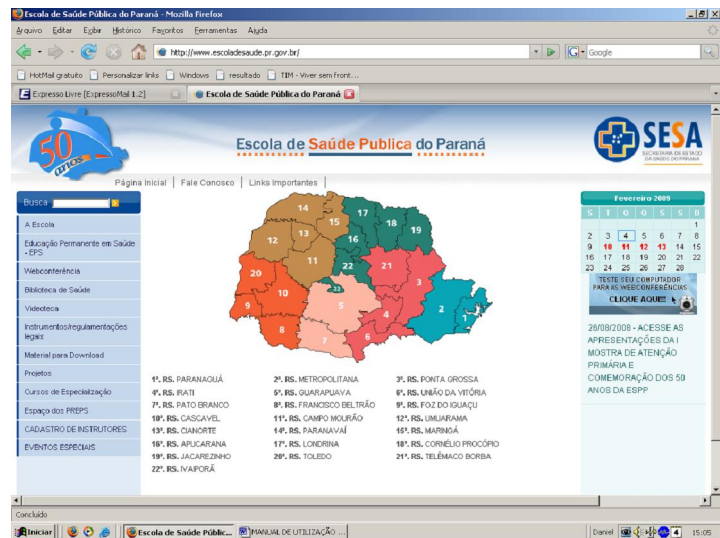 Escola de Saúde Pública do Paraná - Mozilla Firefox
Arquivo Editar Exibir Histórico Favoritos Ferramentas Ajuda
http://www.escoladesaude.pr.gov.br/
Google
HotMail gratuito Personalizar links Windows resultado TIM - Viver sem front...
Expresso Livre [ExpressoMail 1.2] Escola de Saúde Pública do Paraná
50 anos
Escola de Saúde Publica do Paraná
SESA
SECRETARIA DE ESTADO
DA SAÚDE DO PARANÁ
Página Inicial Fale Conosco Links Importantes
Busca
A Escola
Educação Permanente em Saúde
- EPS
Webconferência
Biblioteca de Saúde
Videoteca
Instrumentos/regulamentações
legais
Material para Download
Projetos
Cursos de Especialização
Espaço dos PREPS
CADASTRO DE INSTRUTORES
EVENTOS ESPECIAIS
14 15 17
13 18
12 16 19
11
20 22 21
10 3
5
9 4 2 1
8 7 6
1ª. RS. PARANAGUÁ 2ª. RS. METROPOLITANA 3ª. RS. PONTA GROSSA
4ª. RS. IRATI 5ª. RS. GUARAPUAVA 6ª. RS. UNIÃO DA VITÓRIA
7ª. RS. PATO BRANCO 8ª. RS. FRANCISCO BELTRÃO 9ª. RS. FOZ DO IGUAÇU
10ª. RS. CASCAVEL 11ª. RS. CAMPO MOURÃO 12ª. RS. UMUARAMA
13ª. RS. CIANORTE 14ª. RS. PARANAVAÍ 15ª. RS. MARINGÁ
16ª. RS. APUCARANA 17ª. RS. LONDRINA 18ª. RS. CORNÉLIO PROCÓPIO
19ª. RS. JACAREZINHO 20ª. RS. TOLEDO 21ª. RS. TELÊMACO BORBA
22ª. RS. IVAIPORÃ
Fevereiro 2009
S T Q Q S S D
1
2 3 4 5 6 7 8
9 10 11 12 13 14 15
16 17 18 19 20 21 22
23 24 25 26 27 28
TESTE SEU COMPUTADOR
PARA AS WEBCONFERÊNCIAS
CLIQUE AQUI!!
26/08/2008 - ACESSE AS
APRESENTAÇÕES DA I
MOSTRA DE ATENÇÃO
PRIMÁRIA E
COMEMORAÇÃO DOS 50
ANOS DA ESPP
Concluído
Iniciar Escola de Saúde Públic... MANUAL DE UTILIZAÇÃO ... Daniel 15:05